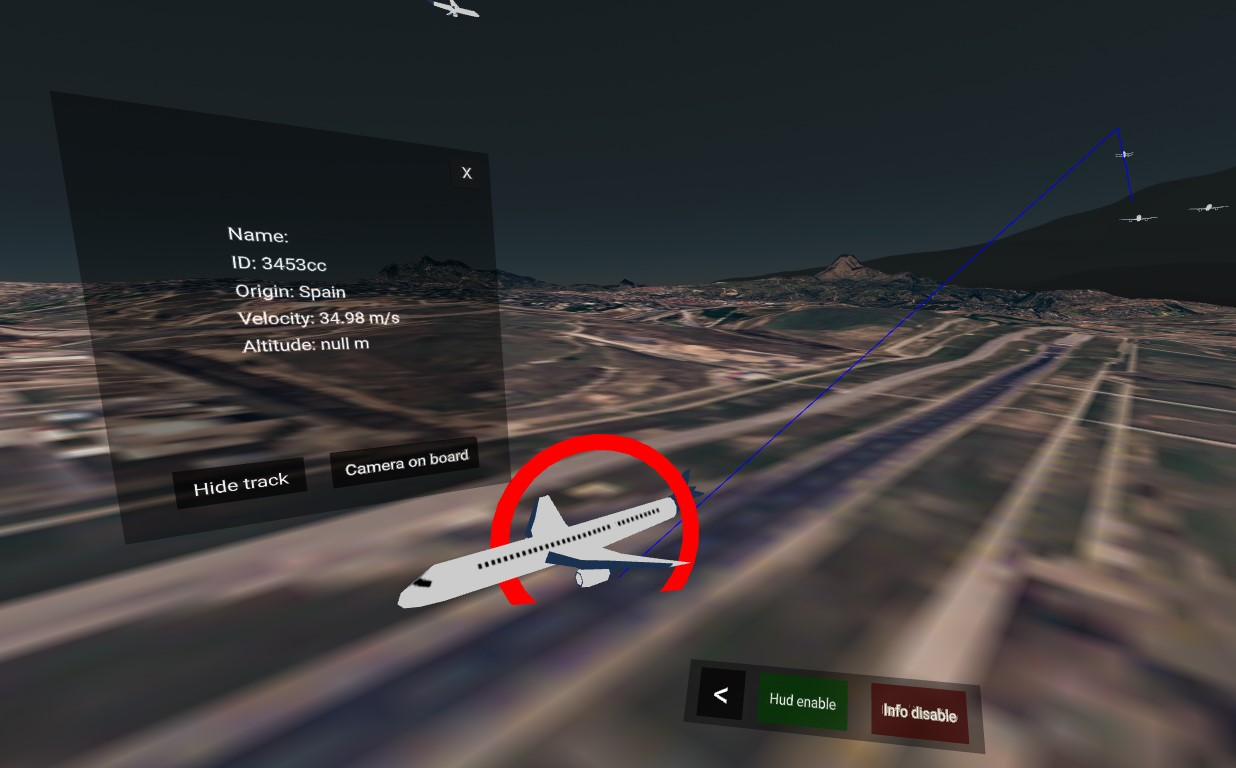 X
Name:
ID: 3453cc
Origin: Spain
Velocity: 34.98 m/s
Altitude: null m
Hide track
Camera on board
<
Hud enable
Info disable